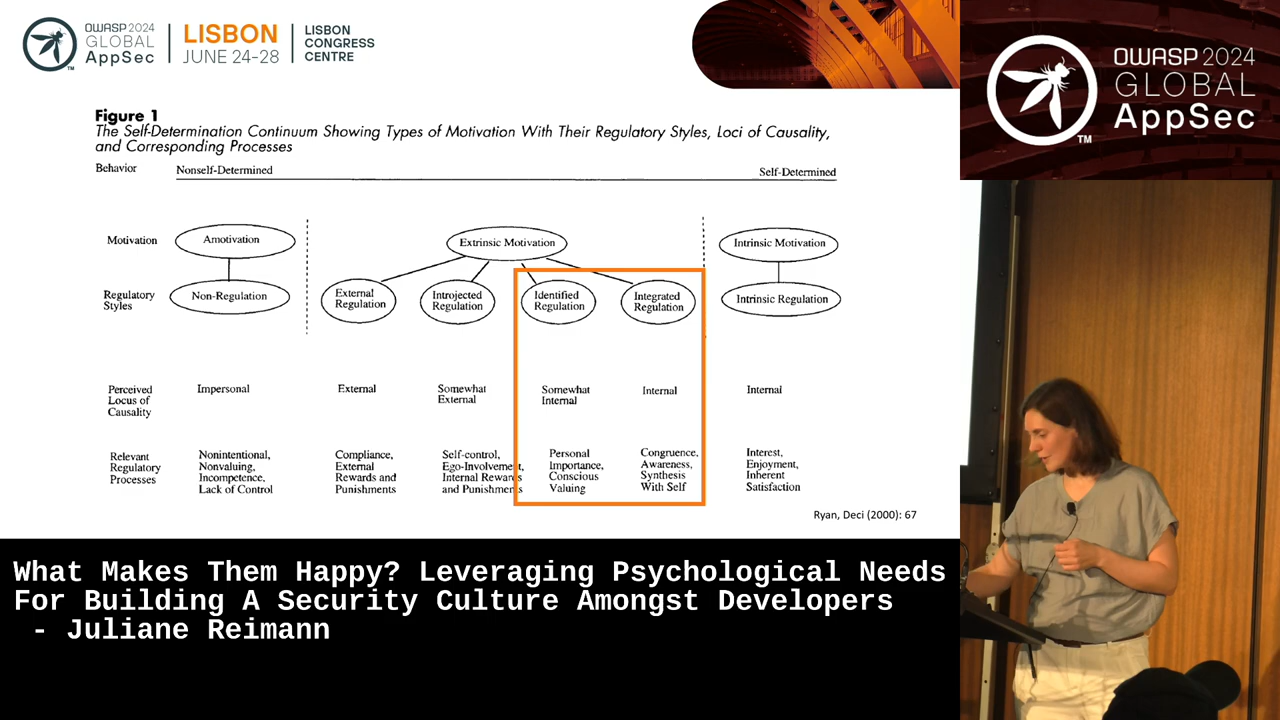 OWASP 2024
GLOBAL
AppSec
TM
LISBON
JUNE 24-28
LISBON
CONGRESS
CENTRE
OWASP 2024
GLOBAL
AppSec
TM
Figure 1
The Self-Determination Continuum Showing Types of Motivation With Their Regulatory Styles, Loci of Causality,
and Corresponding Processes
Behavior Nonself-Determined Self-Determined
Motivation Amotivation Extrinsic Motivation Intrinsic Motivation
Regulatory
Styles
Non-Regulation
External
Regulation
Introjected
Regulation
Identified
Regulation
Integrated
Regulation
Intrinsic Regulation
Perceived
Locus of
Causality
Impersonal
External
Somewhat
External
Somewhat
Internal
Internal
Internal
Relevant
Regulatory
Processes
Nonintentional,
Nonvaluing,
Incompetence,
Lack of Control
Compliance,
External
Rewards and
Punishments
Self-control,
Ego-Involvement,
Internal Rewards
and Punishments
Personal
Importance,
Conscious
Valuing
Congruence,
Awareness,
Synthesis
With Self
Interest,
Enjoyment,
Inherent
Satisfaction
Ryan, Deci (2000): 67
What Makes Them Happy? Leveraging Psychological Needs
For Building A Security Culture Amongst Developers
- Juliane Reimann